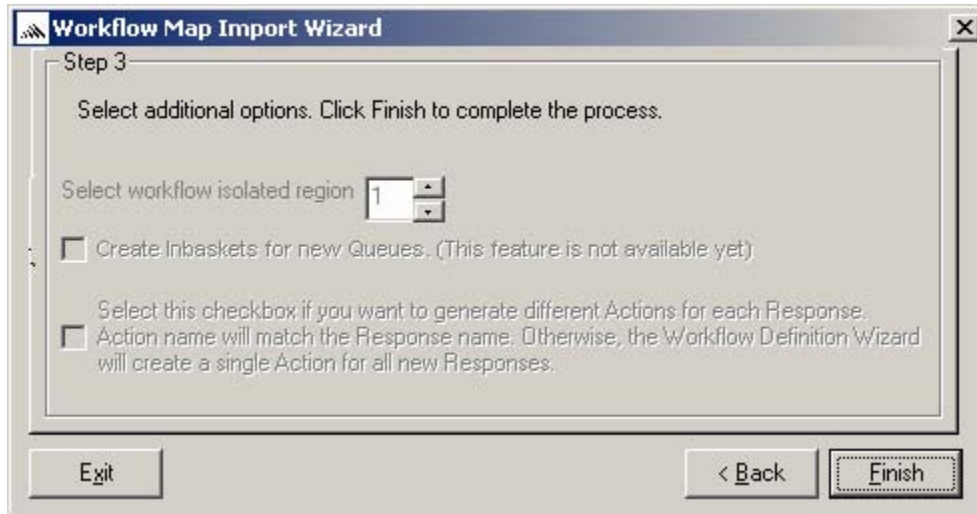 Workflow Map Import Wizard
Step 3
Select additional options. Click Finish to complete the process.
Select workflow isolated region 1
Create Inbaskets for new Queues. (This feature is not available yet)
Select this checkbox if you want to generate different Actions for each Response.
Action name will match the Response name. Otherwise, the Workflow Definition Wizard
will create a single Action for all new Responses.
Exit
< Back
Finish